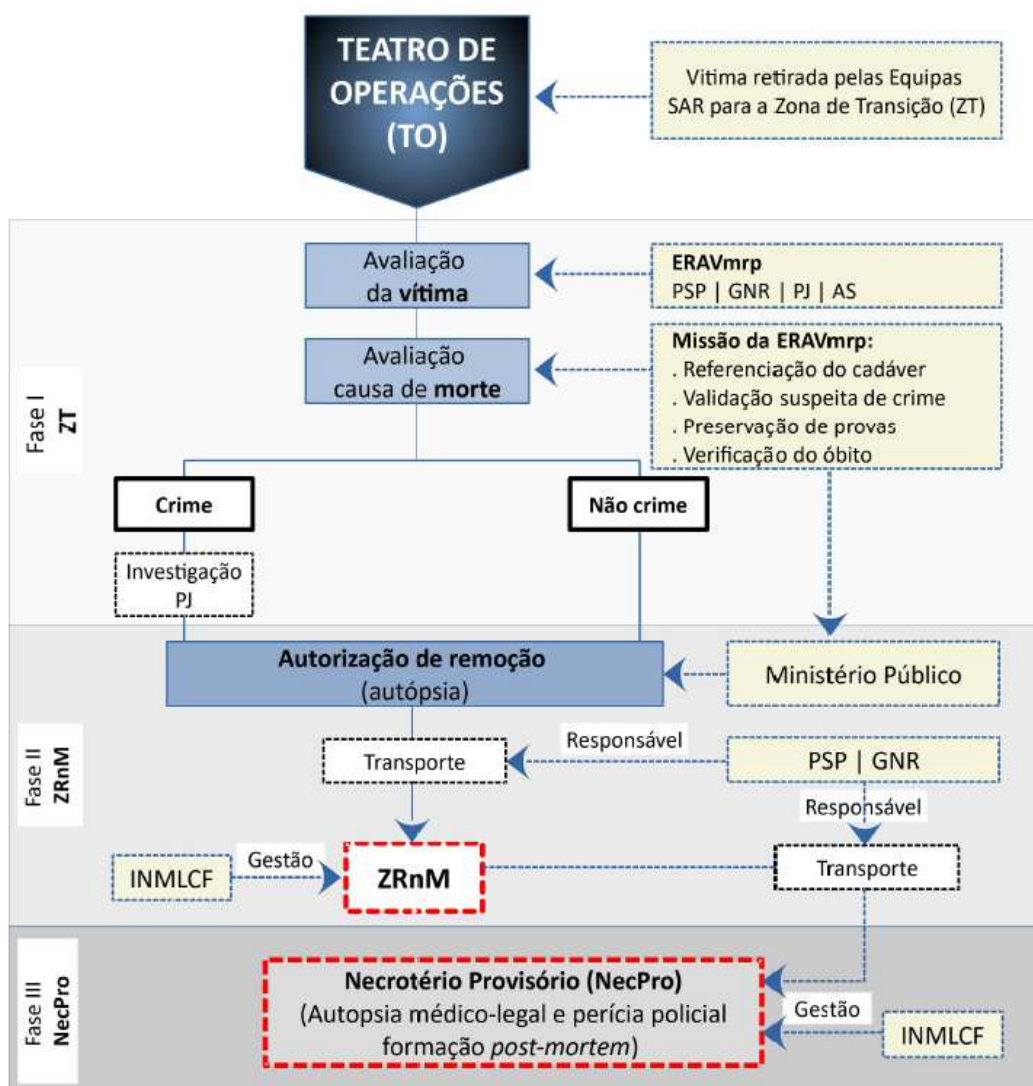 TEATRO DE
OPERAÇÕES
(TO)
Vitima retirada pelas Equipas
SAR para a Zona de Transição (ZT)
Fase I
ZT
Avaliação
da vítima
ERAVmrp
PSP | GNR | PJ | AS
Avaliação
causa de morte
Missão da ERAVmrp:
. Referenciação do cadáver
. Validação suspeita de crime
. Preservação de provas
. Verificação do óbito
Crime
Não crime
Investigação
PJ
Fase II
ZRnM
Autorização de remoção
(autópsia)
Ministério Público
Transporte
Responsável
PSP | GNR
Responsável
INMLCF
Gestão
ZRnM
Transporte
Fase III
NecPro
Necrotério Provisório (NecPro)
(Autopsia médico-legal e perícia policial
formação post-mortem)
Gestão
INMLCF